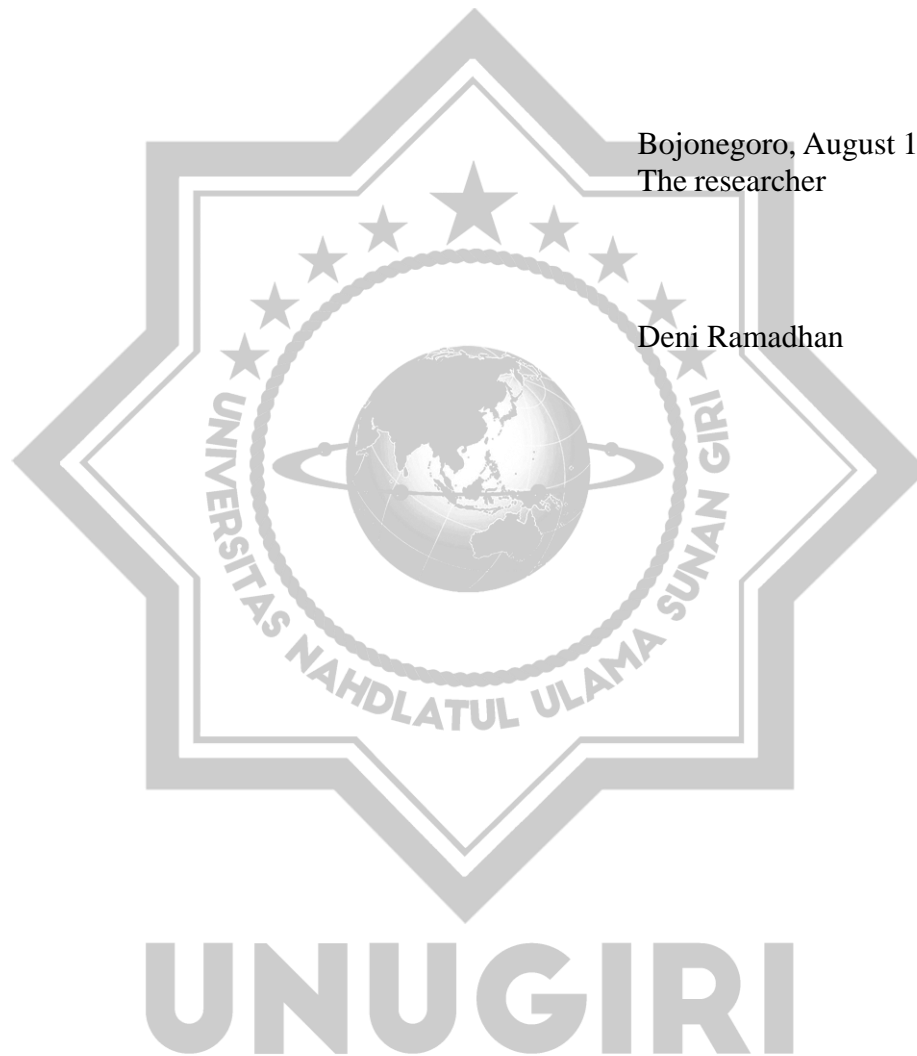 Bojonegoro, August 1
The researcher
Deni Ramadhan
UNIVERSITAS NAHDLATUL ULAMA SUNAN GIRI
UNUGIRI